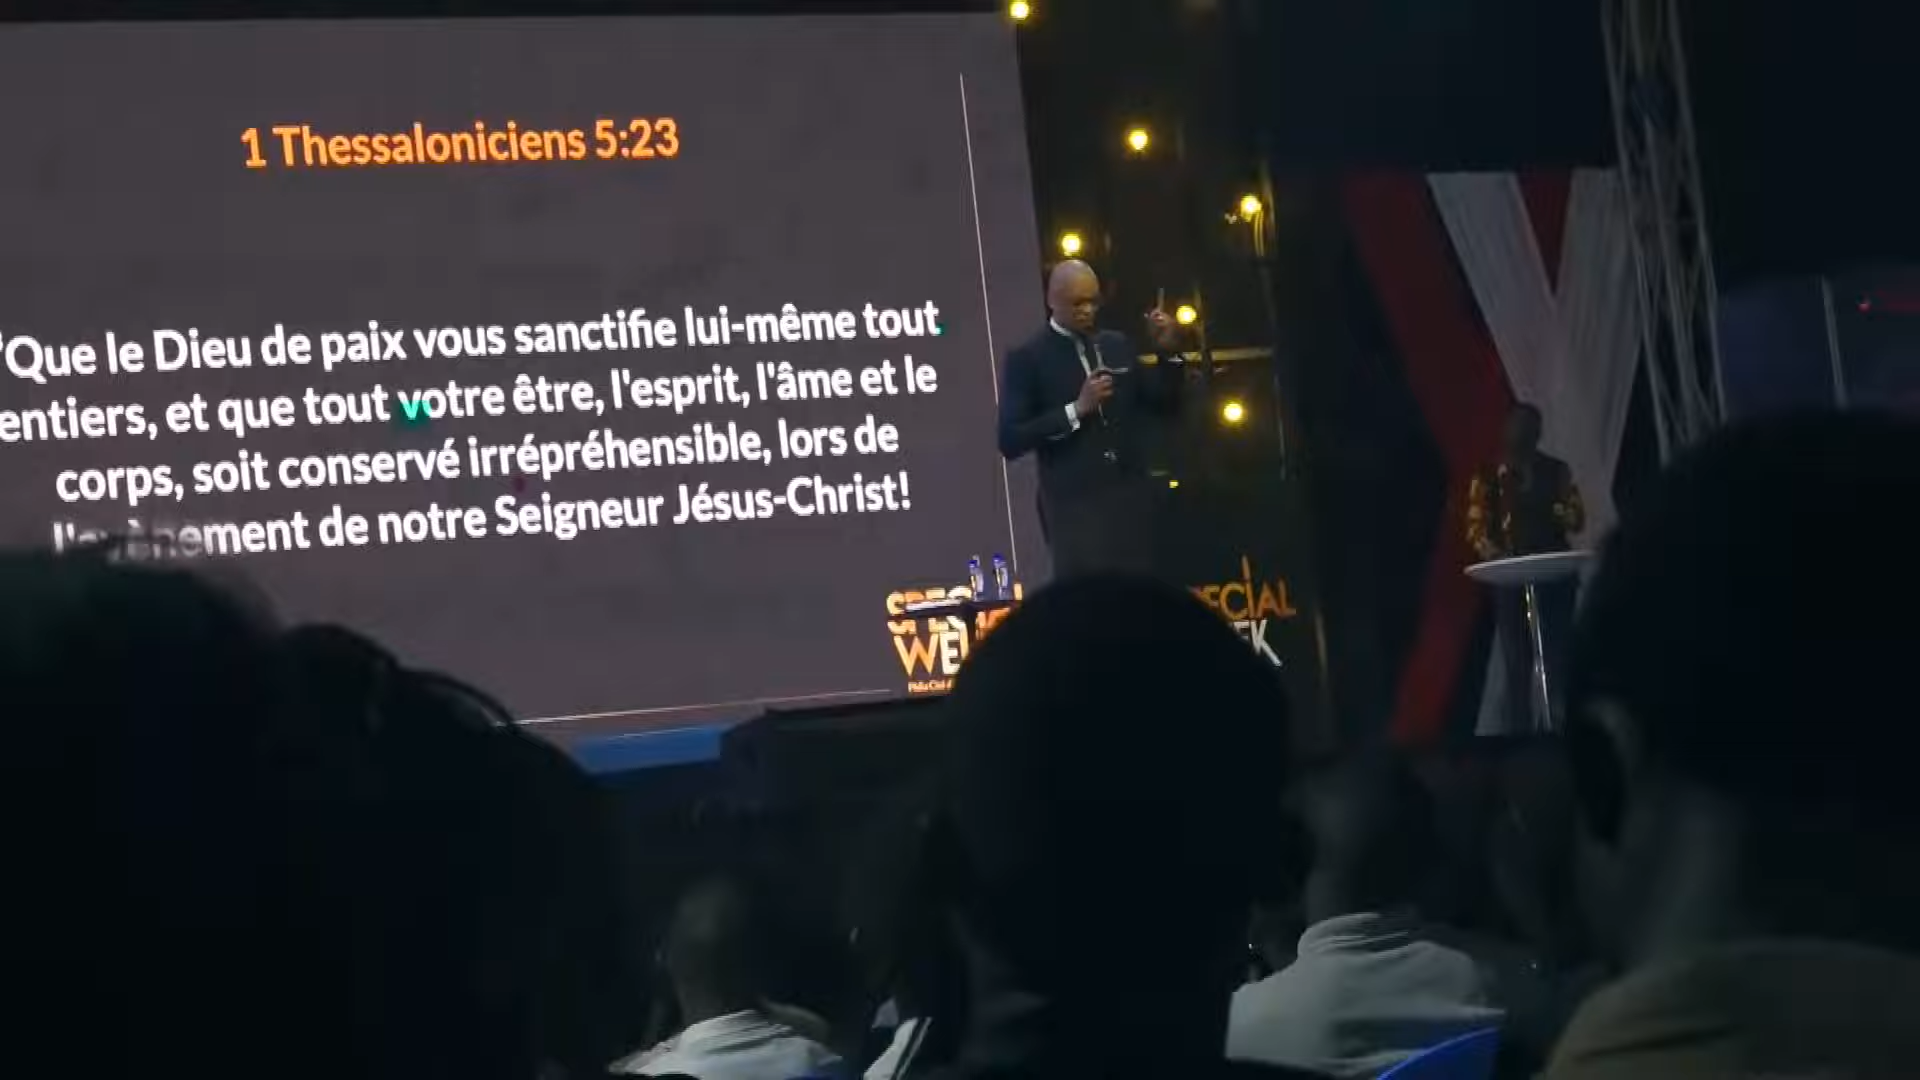 1 Thessaloniciens 5:23
"Que le Dieu de paix vous sanctifie lui-même tout
entiers, et que tout votre être, l'esprit, l'âme et le
corps, soit conservé irrépréhensible, lors de
l'avènement de notre Seigneur Jésus-Christ!